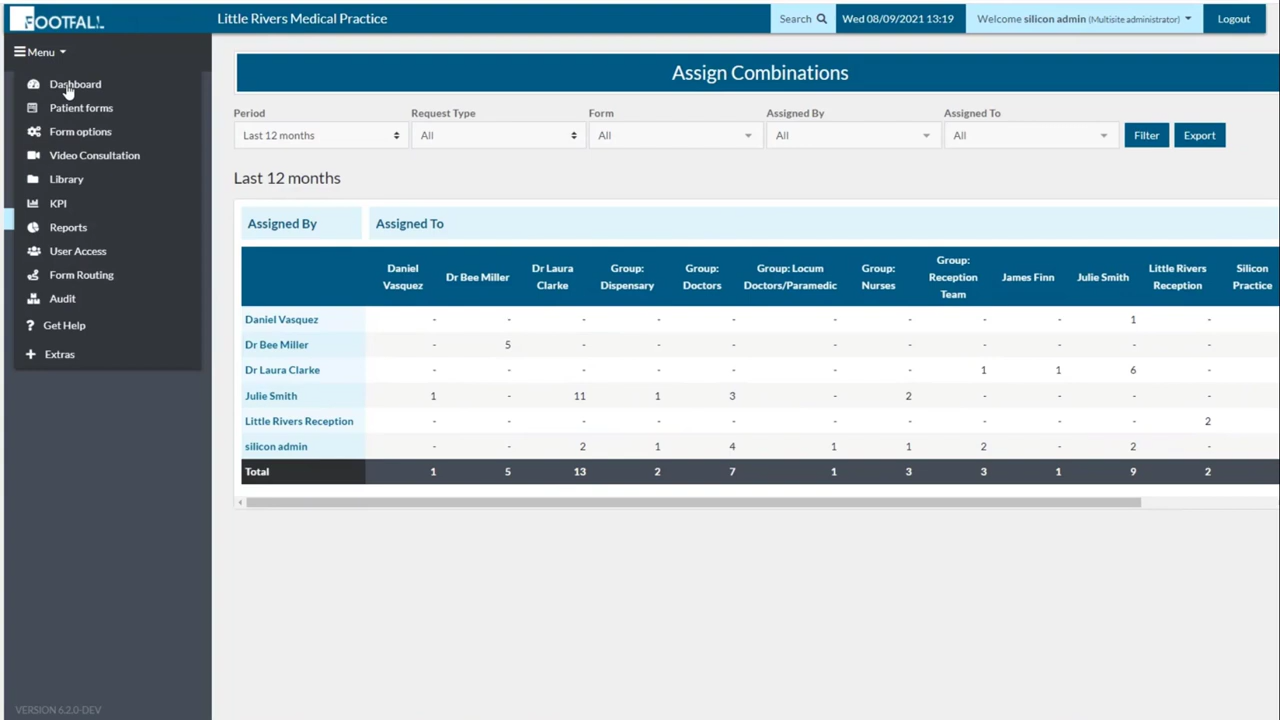 FOOTFALL
Little Rivers Medical Practice
Search
Wed 08/09/2021 13:19
Welcome silicon admin (Multisite administrator)
Logout
Menu
Dashboard
Patient forms
Form options
Video Consultation
Library
KPI
Reports
User Access
Form Routing
Audit
Get Help
Extras
Assign Combinations
Period Request Type Form Assigned By Assigned To
Last 12 months All All All All Filter Export
Last 12 months
Assigned By Assigned To
Daniel Vasquez Dr Bee Miller Dr Laura Clarke Group: Dispensary Group: Doctors Group: Locum Doctors/Paramedic Group: Nurses Group: Reception Team James Finn Julie Smith Little Rivers Reception Silicon Practice
Daniel Vasquez - - - - - - - - - 1 -
Dr Bee Miller - 5 - - - - - - - - -
Dr Laura Clarke - - - - - - - 1 1 6 -
Julie Smith 1 - 11 1 3 - 2 - - - -
Little Rivers Reception - - - - - - - - - - 2
silicon admin - - 2 1 4 1 1 2 - 2 -
Total 1 5 13 2 7 1 3 3 1 9 2
VERSION 6.2.0-DEV